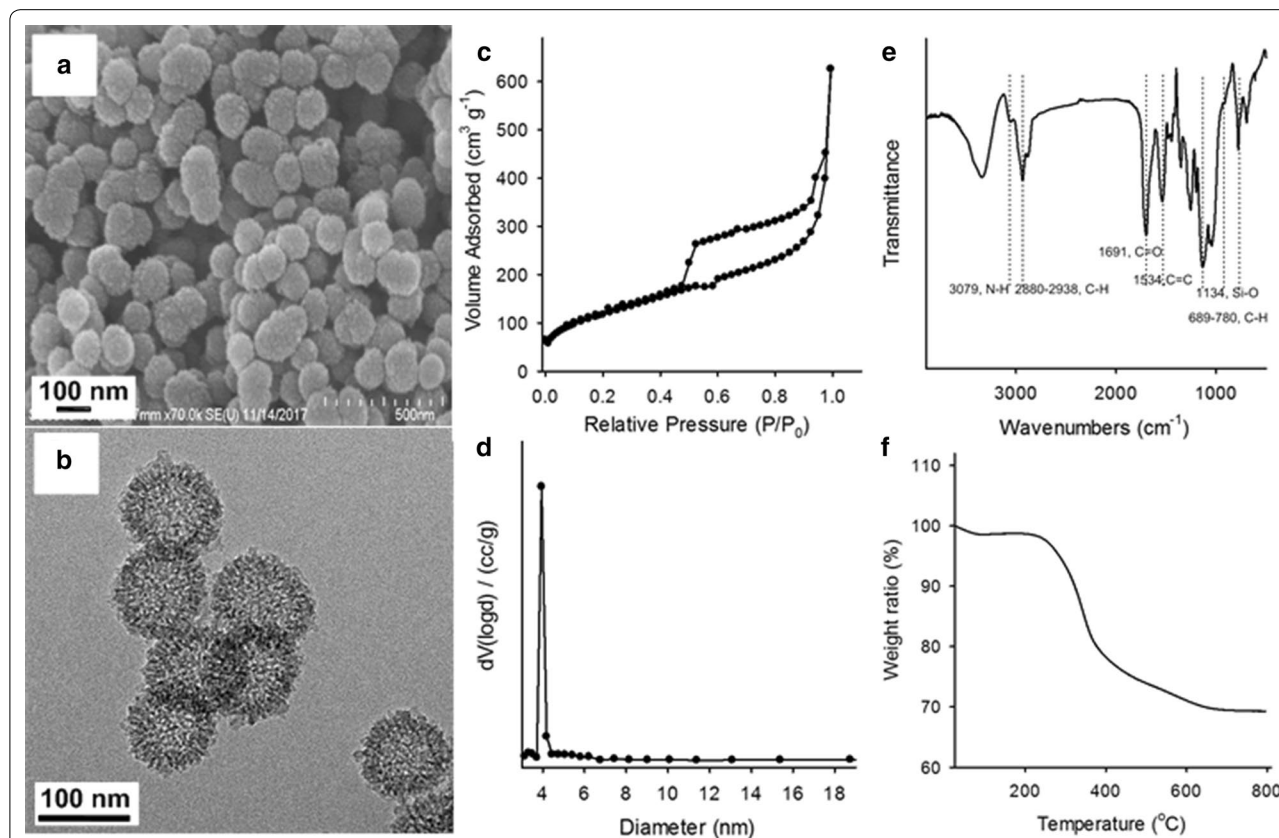 a
100 nm
7mm x70.0k SE(U) 11/14/2017
500nm
b
100 nm
c
Volume Adsorbed (cm³ g⁻¹)
600
500
400
300
200
100
0
0.0 0.2 0.4 0.6 0.8 1.0
Relative Pressure (P/P₀)
d
dV(logd) / (cc/g)
4 6 8 10 12 14 16 18
Diameter (nm)
e
Transmittance
1691, C=O
1534,C=C
3079, N-H 2880-2938, C-H
1134, Si-O
689-780, C-H
3000 2000 1000
Wavenumbers (cm⁻¹)
f
Weight ratio (%)
110
100
90
80
70
60
200 400 600 800
Temperature (°C)